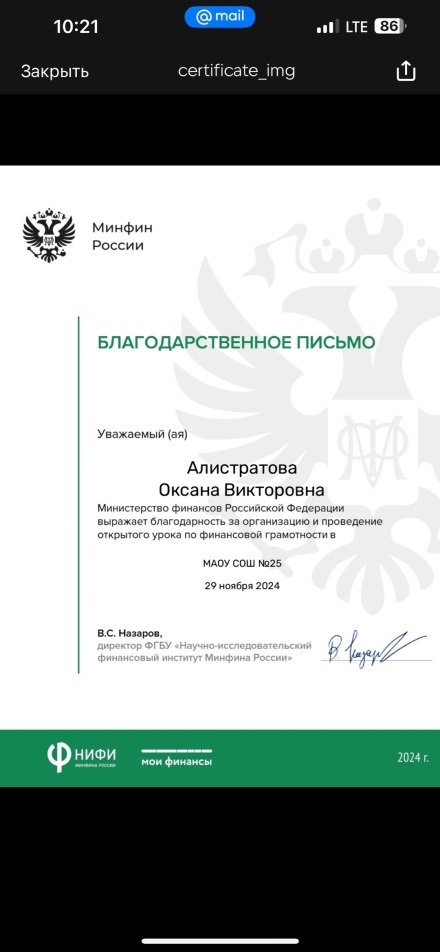 10:21
@mail
LTE
86
Закрыть
certificate_img
Минфин
России
БЛАГОДАРСТВЕННОЕ ПИСЬМО
Уважаемый (ая)
Алистратова
Оксана Викторовна
Министерство финансов Российской Федерации
выражает благодарность за организацию и проведение
открытого урока по финансовой грамотности в
МАОУ СОШ №25
29 ноября 2024
В.С. Назаров,
директор ФГБУ «Научно-исследовательский
финансовый институт Минфина России»
В. Назаров
НИФИ
МИНФИНА РОССИИ
мои финансы
2024 г.